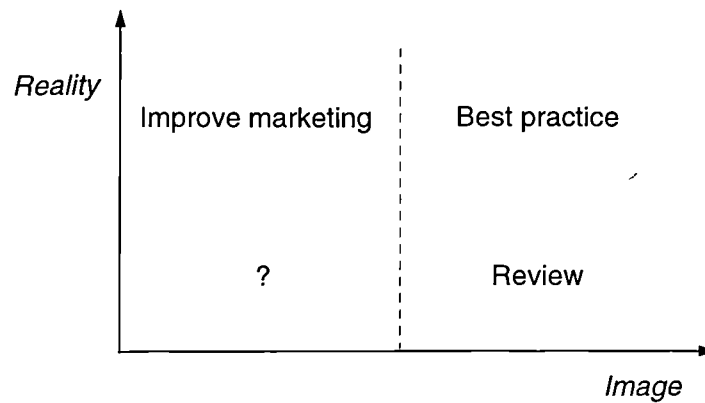 Reality
Improve marketing
Best practice
?
Review
Image